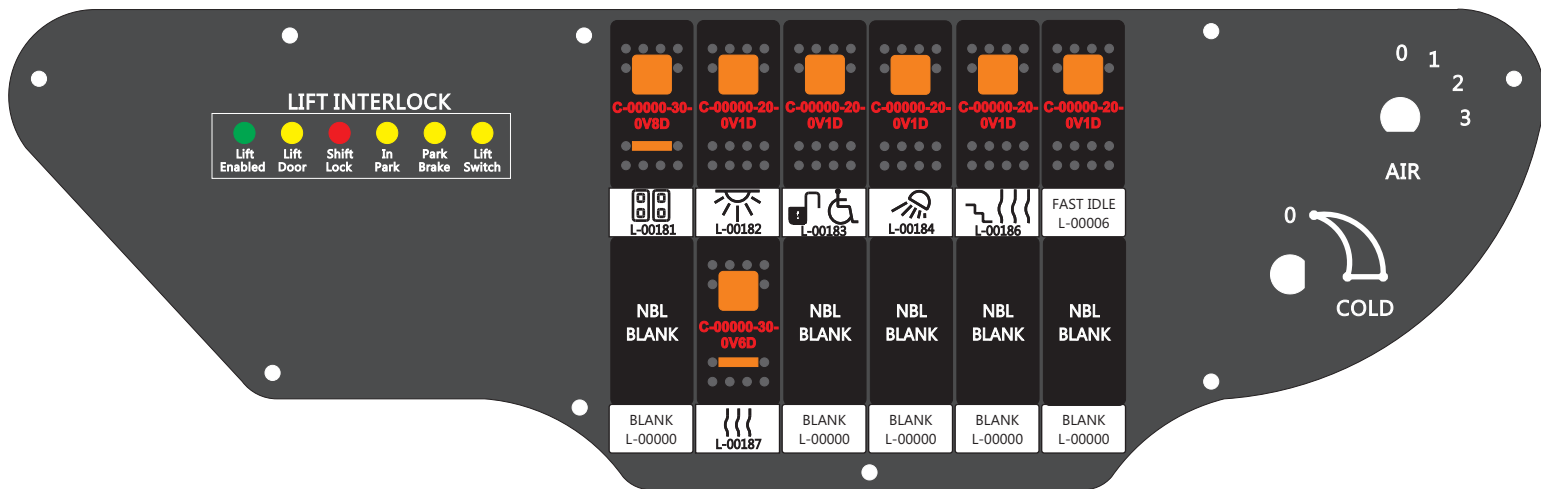 LIFT INTERLOCK
Lift
Enabled
Lift
Door
Shift
Lock
In
Park
Park
Brake
Lift
Switch
C-00000-30-
0V8D
C-00000-20-
0V1D
C-00000-20-
0V1D
C-00000-20-
0V1D
C-00000-20-
0V1D
C-00000-20-
0V1D
L-00181
L-00182
L-00183
L-00184
L-00186
FAST IDLE
L-00006
NBL
BLANK
C-00000-30-
0V6D
NBL
BLANK
NBL
BLANK
NBL
BLANK
NBL
BLANK
BLANK
L-00000
L-00187
BLANK
L-00000
BLANK
L-00000
BLANK
L-00000
BLANK
L-00000
0
1
2
3
AIR
0
COLD